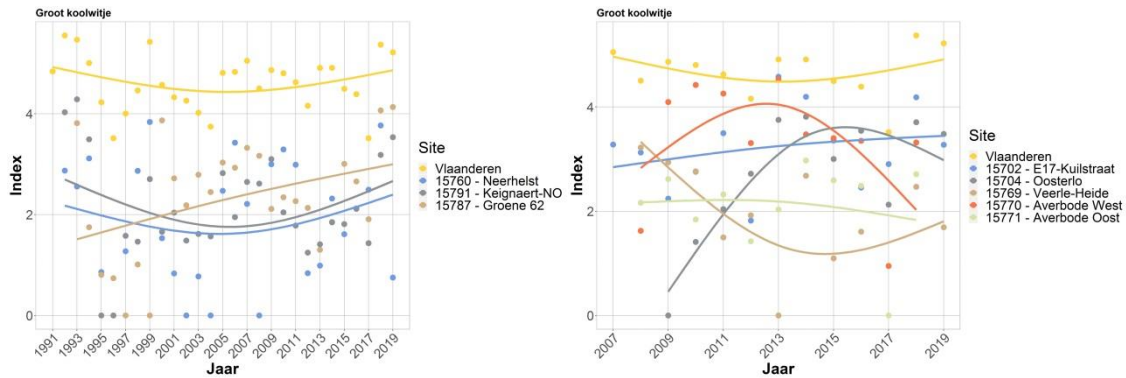 Groot koolwitje
Index
4
2
0
1991
1993
1995
1997
1999
2001
2003
2005
2007
2009
2011
2013
2015
2017
2019
Jaar
Site
Vlaanderen
15760 - Neerhelst
15791 - Keignaert-NO
15787 - Groene 62
Groot koolwitje
Index
4
2
0
2007
2009
2011
2013
2015
2017
2019
Jaar
Site
Vlaanderen
15702 - E17-Kuilstraat
15704 - Oosterlo
15769 - Veerle-Heide
15770 - Averbode West
15771 - Averbode Oost